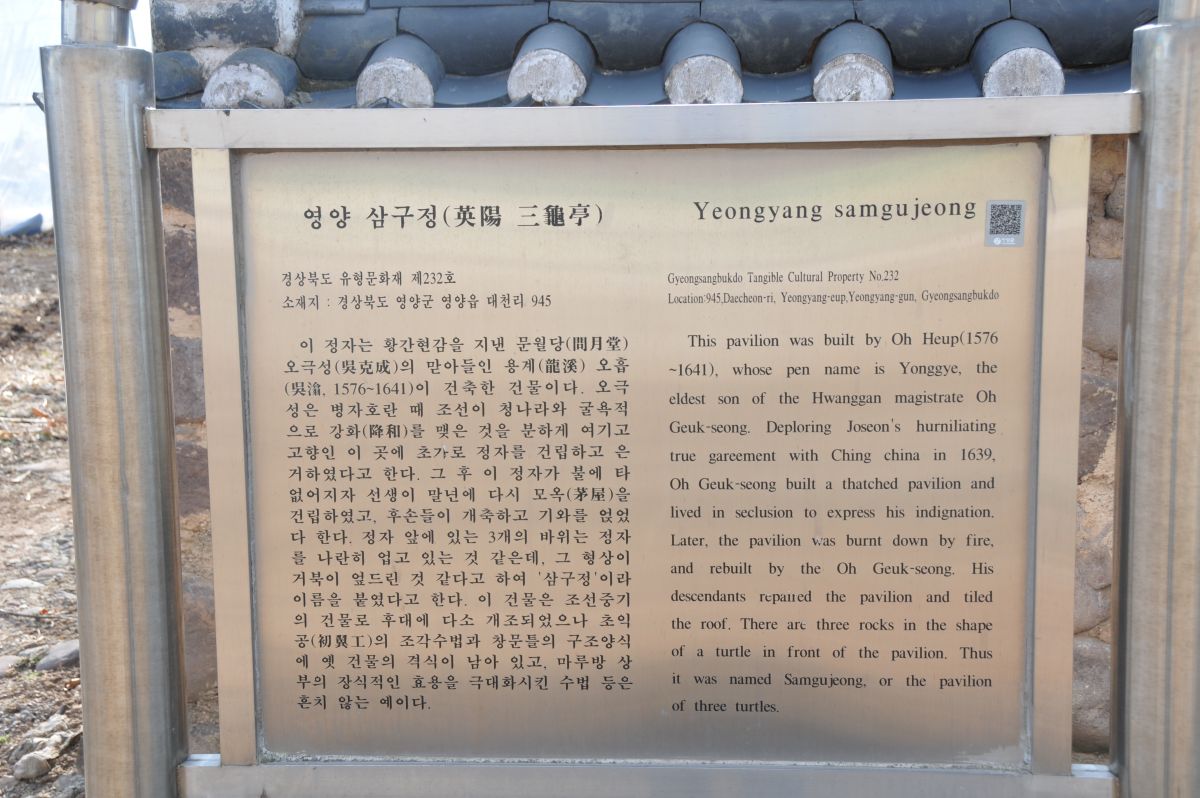 영양 삼구정(英陽 三龜亭)
경상북도 유형문화재 제232호
소재지 : 경상북도 영양군 영양읍 대천리 945
이 정자는 황간현감을 지낸 문월당(問月堂)
오극성(吳克成)의 맏아들인 용계(龍溪) 오흡
(吳潝, 1576~1641)이 건축한 건물이다. 오극
성은 병자호란 때 조선이 청나라와 굴욕적
으로 강화(降和)를 맺은 것을 분하게 여기고
고향인 이 곳에 초가로 정자를 건립하고 은
거하였다고 한다. 그 후 이 정자가 불에 타
없어지자 선생이 말년에 다시 모옥(茅屋)을
건립하였고, 후손들이 개축하고 기와를 얹었
다 한다. 정자 앞에 있는 3개의 바위는 정자
를 나란히 업고 있는 것 같은데, 그 형상이
거북이 엎드린 것 같다고 하여 '삼구정'이라
이름을 붙였다고 한다. 이 건물은 조선중기
의 건물로 후대에 다소 개조되었으나 초익
공(初翼工)의 조각수법과 창문틀의 구조양식
에 옛 건물의 격식이 남아 있고, 마루방 상
부의 장식적인 효용을 극대화시킨 수법 등은
흔치 않는 예이다.
Yeongyang samgujeong
Gyeongsangbukdo Tangible Cultural Property No.232
Location:945,Daecheon-ri, Yeongyang-eup,Yeongyang-gun, Gyeongsangbukdo
This pavilion was built by Oh Heup(1576
~1641), whose pen name is Yonggye, the
eldest son of the Hwanggan magistrate Oh
Geuk-seong. Deploring Joseon's hurniliating
true gareement with Ching china in 1639,
Oh Geuk-seong built a thatched pavilion and
lived in seclusion to express his indignation.
Later, the pavilion was burnt down by fire,
and rebuilt by the Oh Geuk-seong. His
descendants repaired the pavilion and tiled
the roof. There are three rocks in the shape
of a turtle in front of the pavilion. Thus
it was named Samgujeong, or the pavilion
of three turtles.